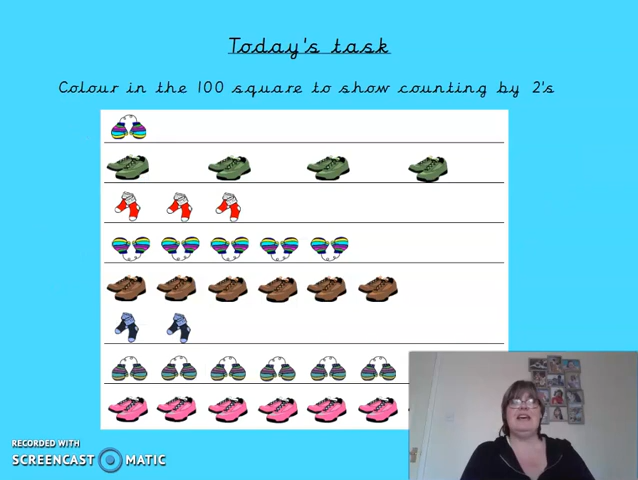 Today's task
Colour in the 100 square to show counting by 2's
RECORDED WITH
SCREENCAST MATIC